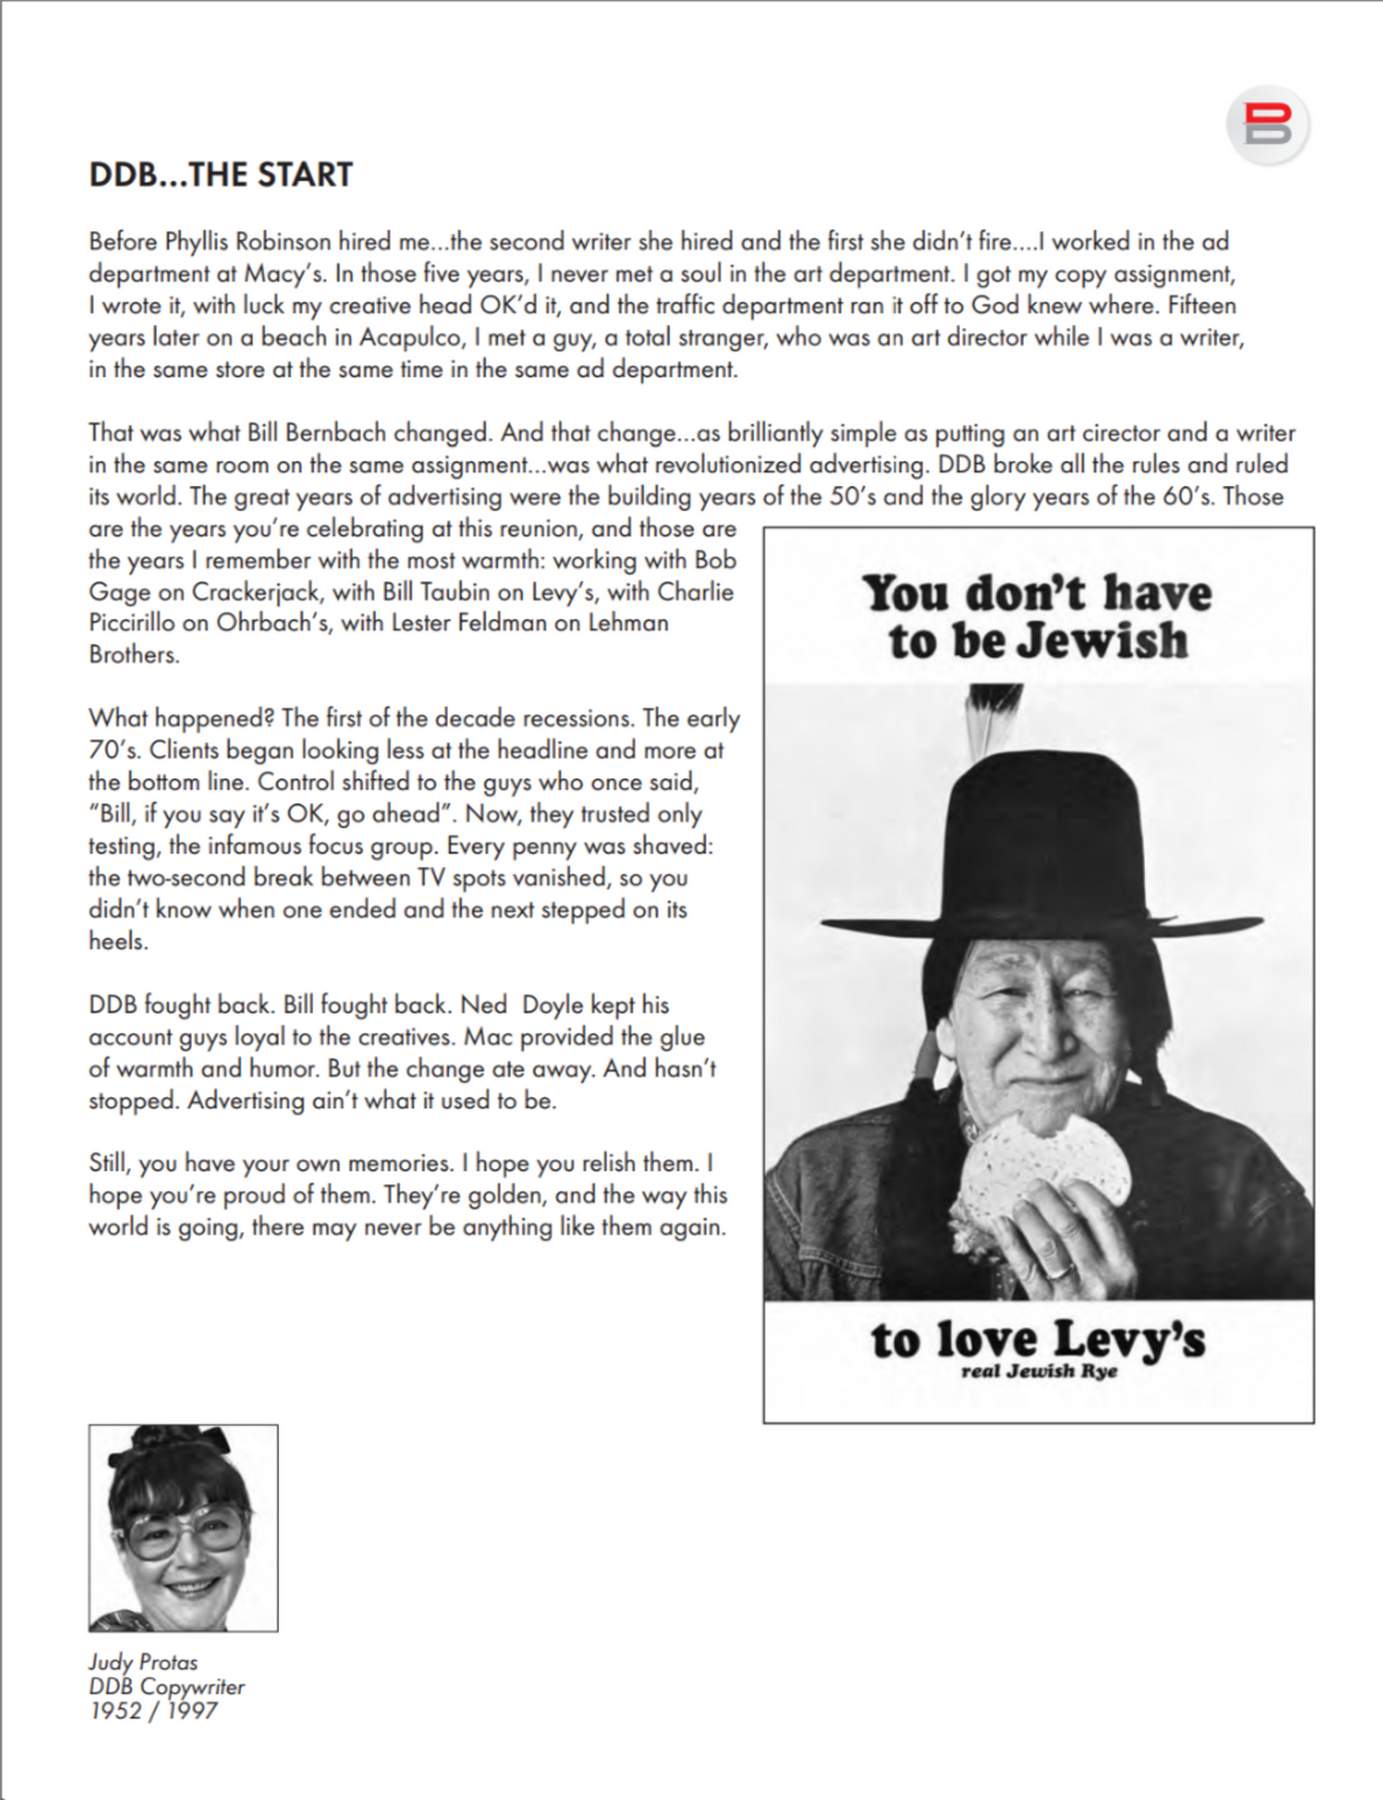 DDB...THE START
Before Phyllis Robinson hired me...the second writer she hired and the first she didn't fire....I worked in the ad
department at Macy's. In those five years, I never met a soul in the art department. I got my copy assignment,
I wrote it, with luck my creative head OK'd it, and the traffic department ran it off to God knew where. Fifteen
years later on a beach in Acapulco, I met a guy, a total stranger, who was an art director while I was a writer,
in the same store at the same time in the same ad department.
That was what Bill Bernbach changed. And that change...as brilliantly simple as putting an art cirector and a writer
in the same room on the same assignment...was what revolutionized advertising. DDB broke all the rules and ruled
its world. The great years of advertising were the building years of the 50's and the glory years of the 60's. Those
are the years you're celebrating at this reunion, and those are
the years I remember with the most warmth: working with Bob
Gage on Crackerjack, with Bill Taubin on Levy's, with Charlie
Piccirillo on Ohrbach's, with Lester Feldman on Lehman
Brothers.
What happened? The first of the decade recessions. The early
70's. Clients began looking less at the headline and more at
the bottom line. Control shifted to the guys who once said,
"Bill, if you say it's OK, go ahead". Now, they trusted only
testing, the infamous focus group. Every penny was shaved:
the two-second break between TV spots vanished, so you
didn't know when one ended and the next stepped on its
heels.
DDB fought back. Bill fought back. Ned  Doyle kept his
account guys loyal to the creatives. Mac provided the glue
of warmth and humor. But the change ate away. And hasn't
stopped. Advertising ain't what it used to be.
Still, you have your own memories. I hope you relish them. I
hope you're proud of them. They're golden, and the way this
world is going, there may never be anything like them again.
You don't have
to be Jewish
to love Levy's
real Jewish Rye
Judy Protas
DDB Copywriter
1952 / 1997